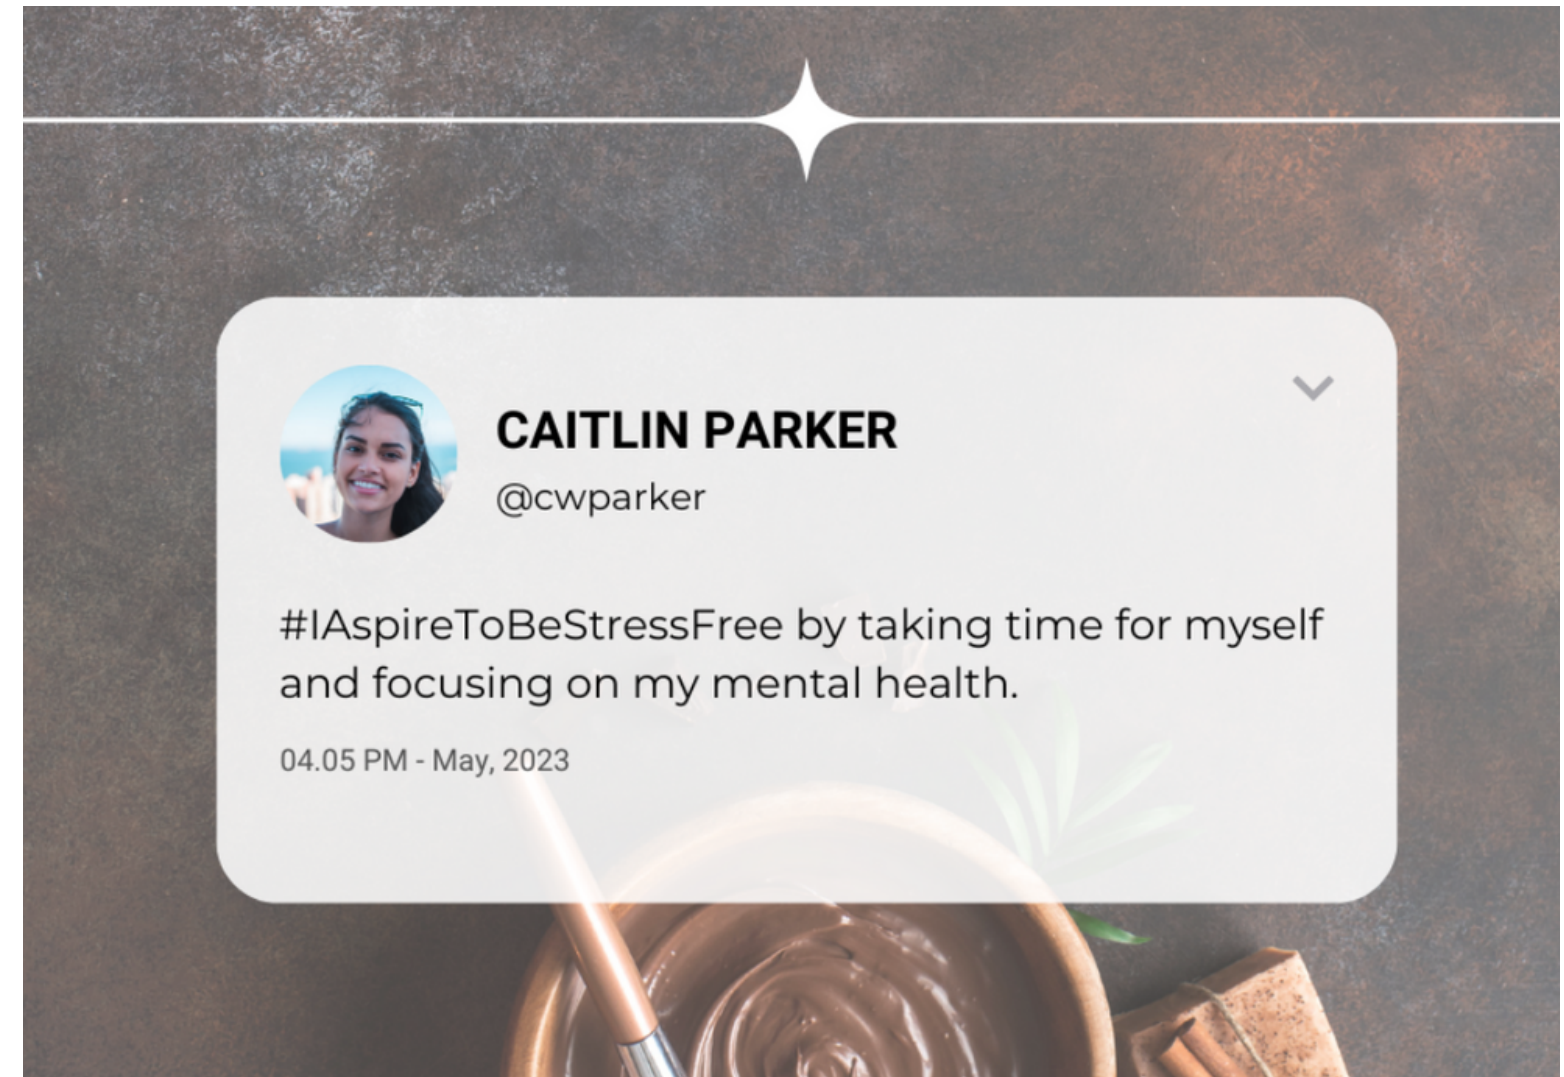 CAITLIN PARKER
@cwparker
#IAspireToBeStressFree by taking time for myself
and focusing on my mental health.
04.05 PM - May, 2023